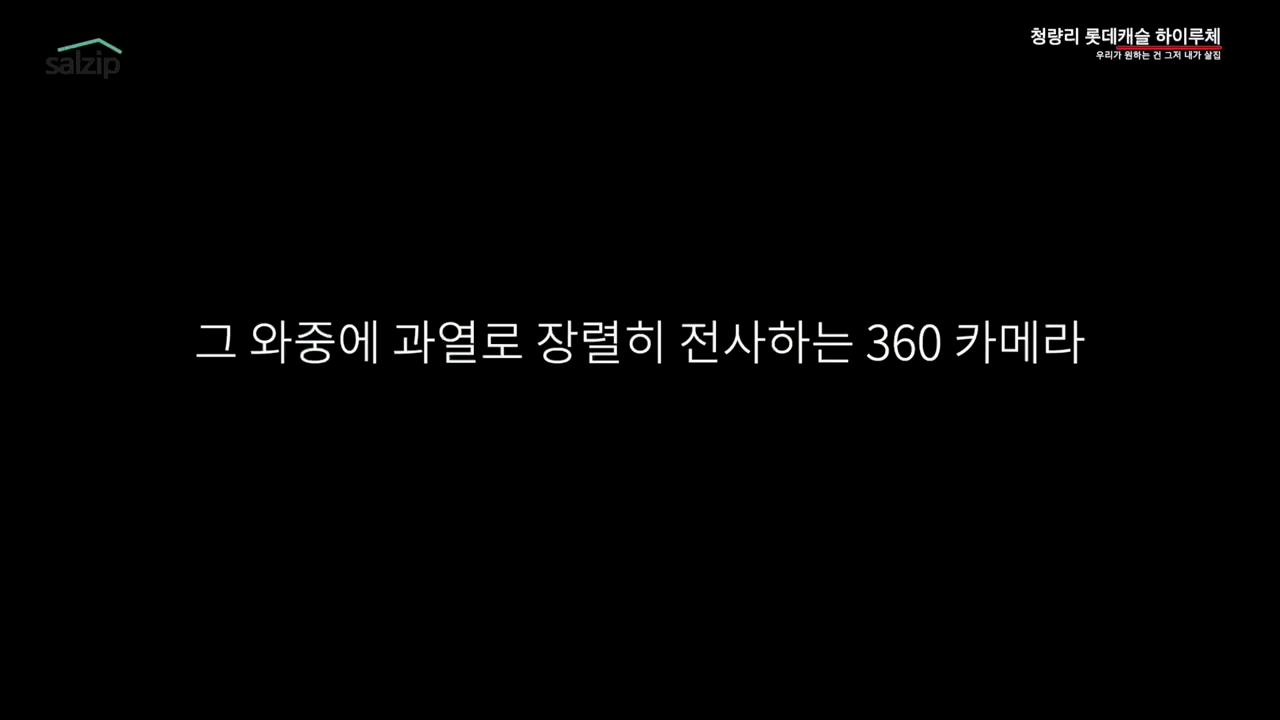 salzip
청량리 롯데캐슬 하이루체
우리가 원하는 건 그저 내가 살집
그 와중에 과열로 장렬히 전사하는 360 카메라